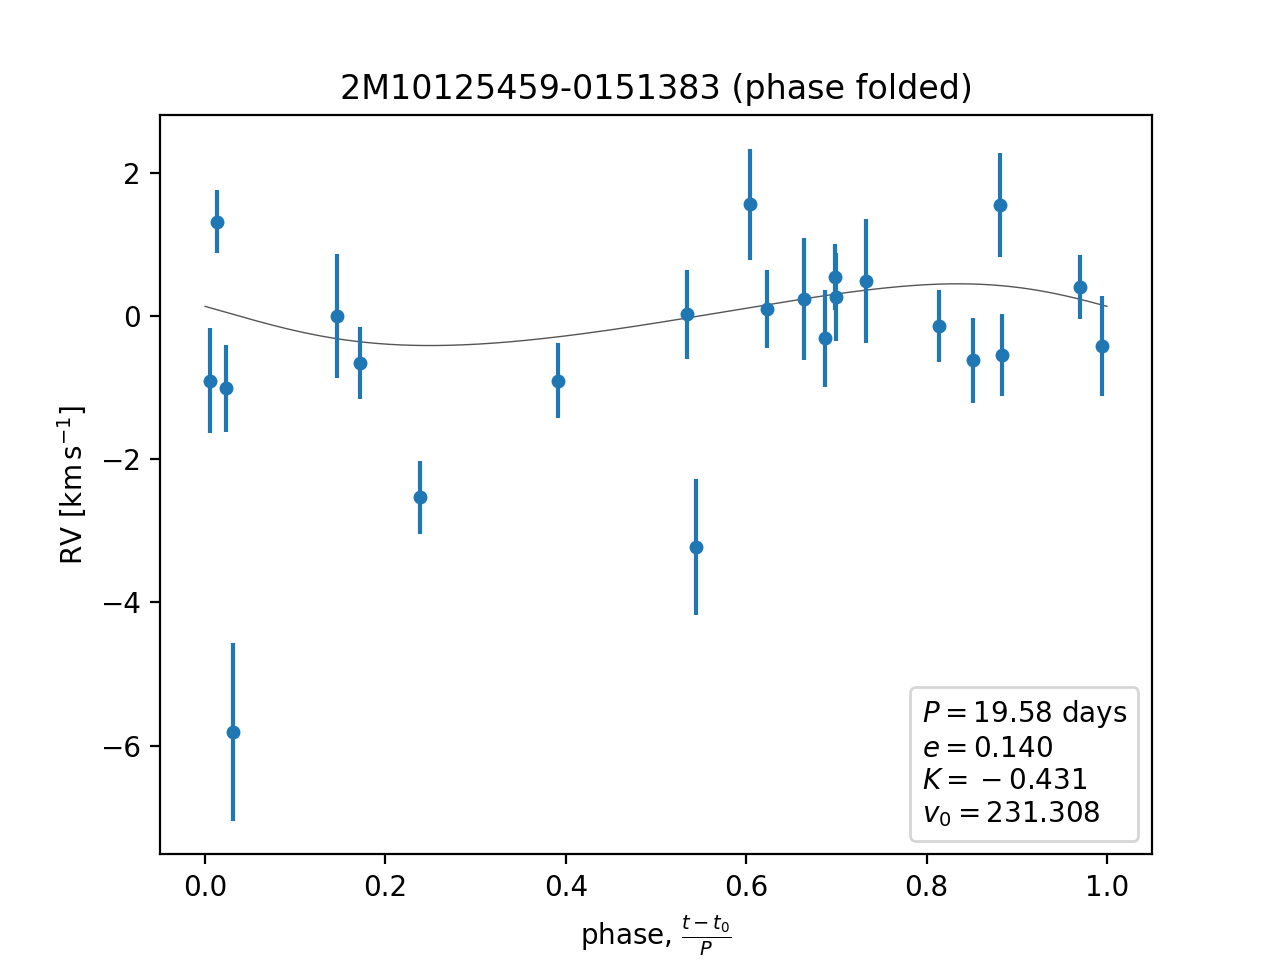 2M10125459-0151383 (phase folded)
RV [km s⁻¹]
2
0
−2
−4
−6
P = 19.58 days
e = 0.140
K = −0.431
v₀ = 231.308
0.0 0.2 0.4 0.6 0.8 1.0
phase, (t − t₀)/P